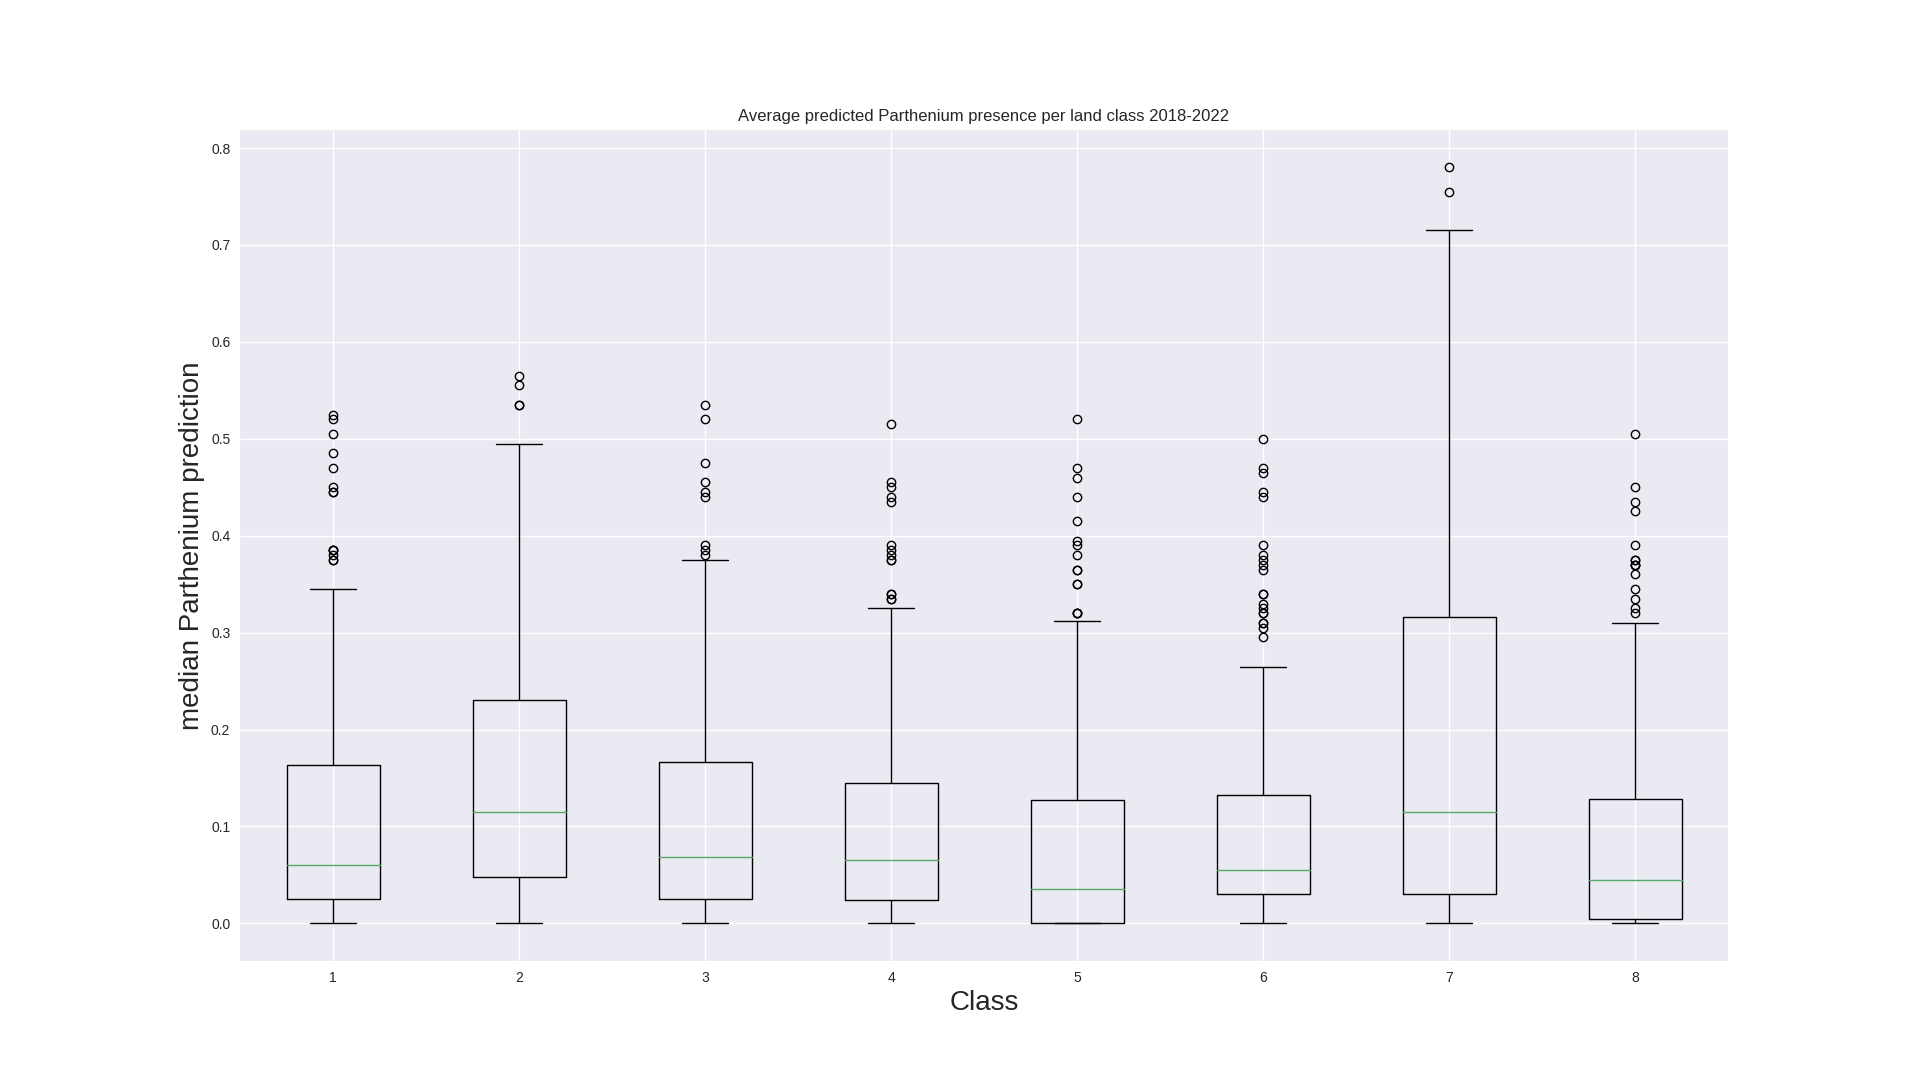 Average predicted Parthenium presence per land class 2018-2022
median Parthenium prediction
0.8
0.7
0.6
0.5
0.4
0.3
0.2
0.1
0.0
1 2 3 4 5 6 7 8
Class